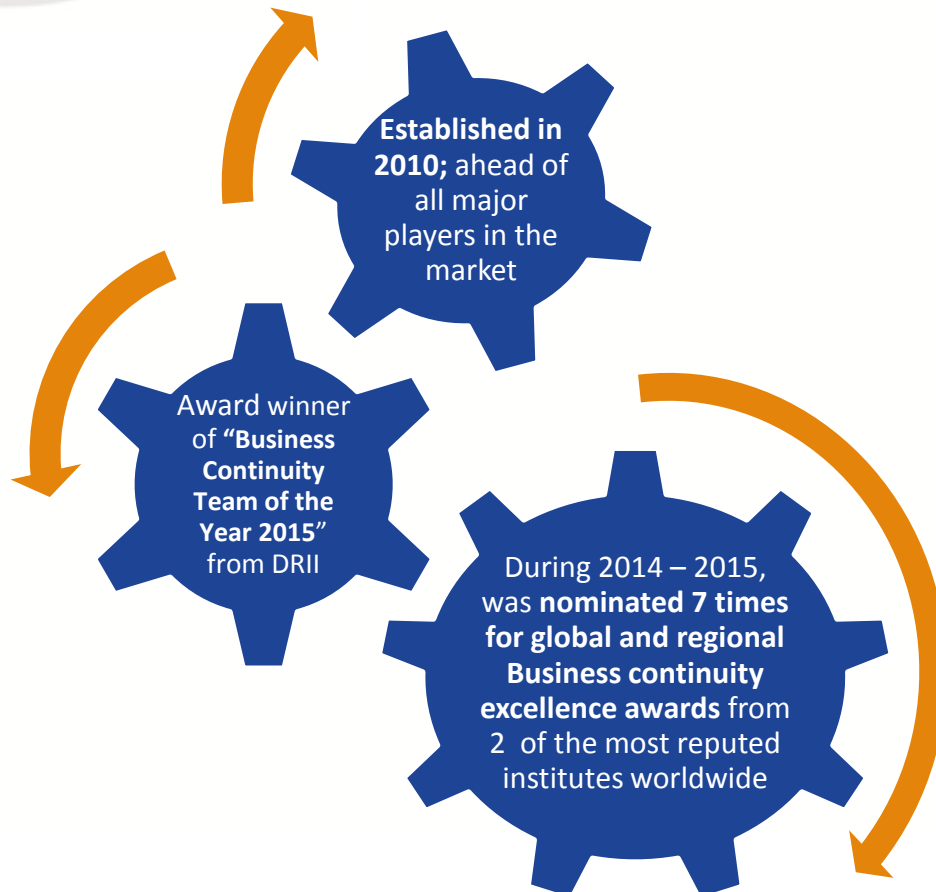 Established in
2010; ahead of
all major
players in the
market
Award winner
of “Business
Continuity
Team of the
Year 2015”
from DRII
During 2014 – 2015,
was nominated 7 times
for global and regional
Business continuity
excellence awards from
2  of the most reputed
institutes worldwide